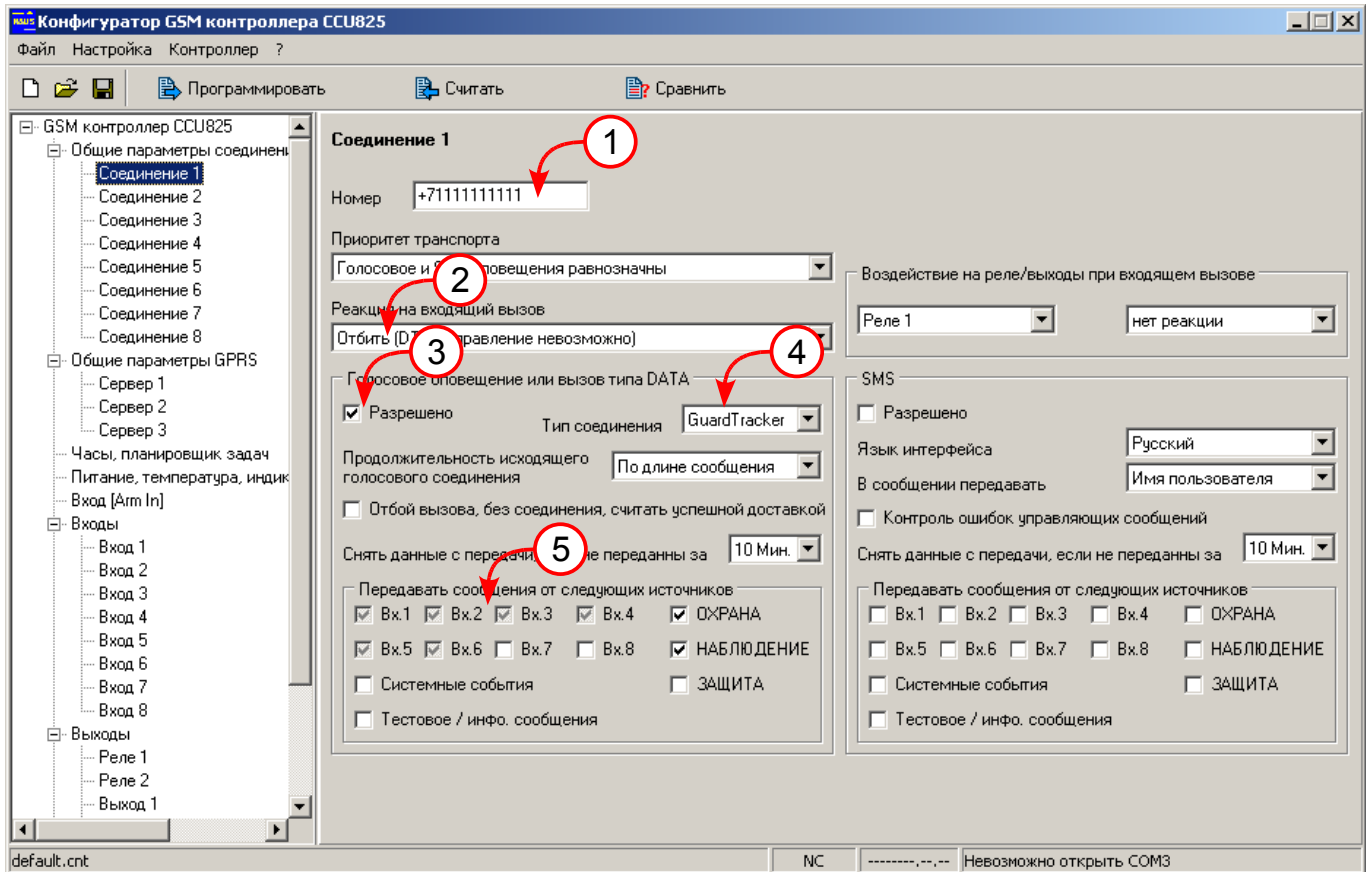 Конфигуратор GSM контроллера CCU825
Файл Настройка Контроллер ?
Программировать Считать Сравнить
GSM контроллер CCU825
Общие параметры соединени
Соединение 1
Соединение 2
Соединение 3
Соединение 4
Соединение 5
Соединение 6
Соединение 7
Соединение 8
Общие параметры GPRS
Сервер 1
Сервер 2
Сервер 3
Часы, планировщик задач
Питание, температура, индик
Вход [Arm In]
Входы
Вход 1
Вход 2
Вход 3
Вход 4
Вход 5
Вход 6
Вход 7
Вход 8
Выходы
Реле 1
Реле 2
Выход 1
Соединение 1
1
Номер +71111111111
Приоритет транспорта
Голосовое и оповещения равнозначны
2
Реакция на входящий вызов
Отбить управление невозможно)
3
4
Воздействие на реле/выходы при входящем вызове
Реле 1 нет реакции
Голосовое оповещение или вызов типа DATA
Разрешено
Тип соединения GuardTracker
Продолжительность исходящего
голосового соединения
По длине сообщения
Отбой вызова, без соединения, считать успешной доставкой
Снять данные с передачи, не переданны за 10 Мин.
5
Передавать сообщения от следующих источников
Вх.1 Вх.2 Вх.3 Вх.4 ОХРАНА
Вх.5 Вх.6 Вх.7 Вх.8 НАБЛЮДЕНИЕ
Системные события ЗАЩИТА
Тестовое / инфо. сообщения
SMS
Разрешено
Язык интерфейса Русский
В сообщении передавать Имя пользователя
Контроль ошибок управляющих сообщений
Снять данные с передачи, если не переданны за 10 Мин.
Передавать сообщения от следующих источников
Вх.1 Вх.2 Вх.3 Вх.4 ОХРАНА
Вх.5 Вх.6 Вх.7 Вх.8 НАБЛЮДЕНИЕ
Системные события ЗАЩИТА
Тестовое / инфо. сообщения
default.cnt NC --------,--,-- Невозможно открыть COM3